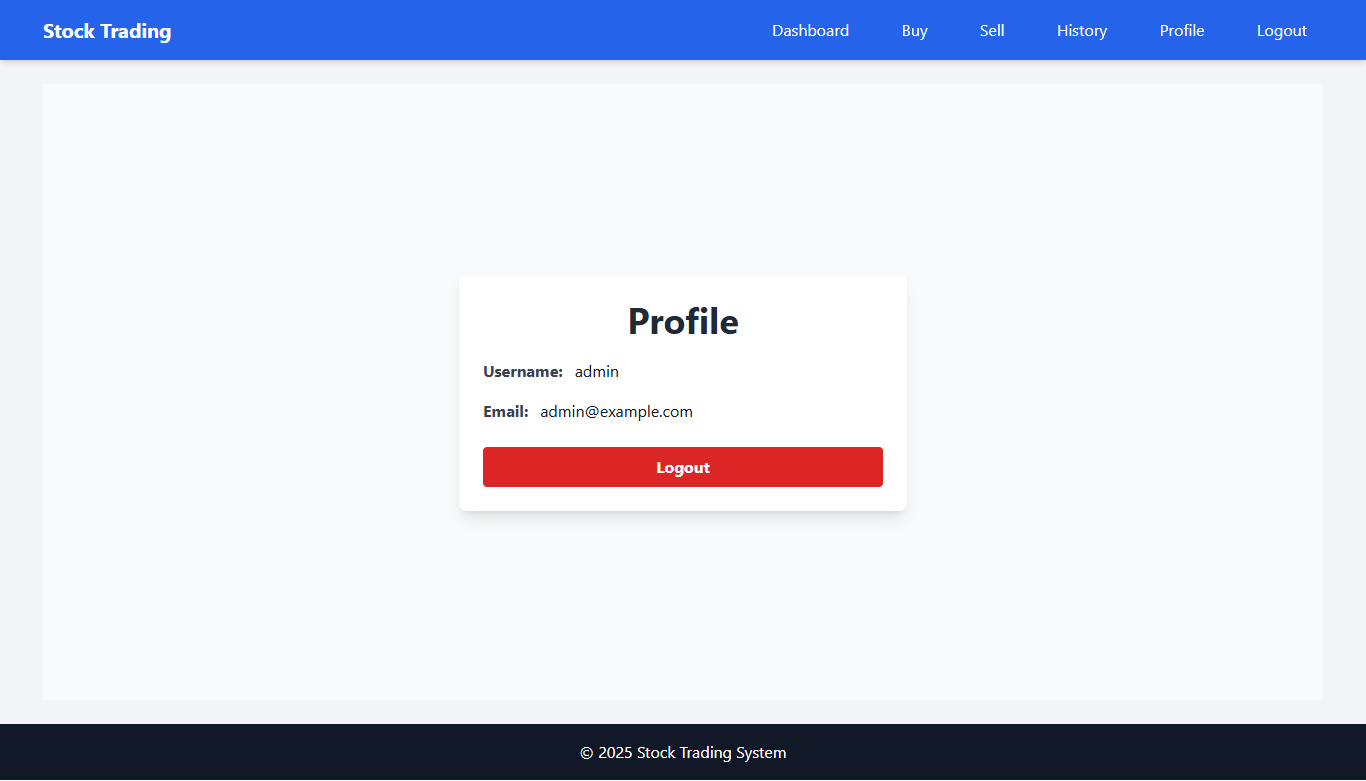 Stock Trading Dashboard Buy Sell History Profile Logout
Profile
Username: admin
Email: admin@example.com
Logout
© 2025 Stock Trading System